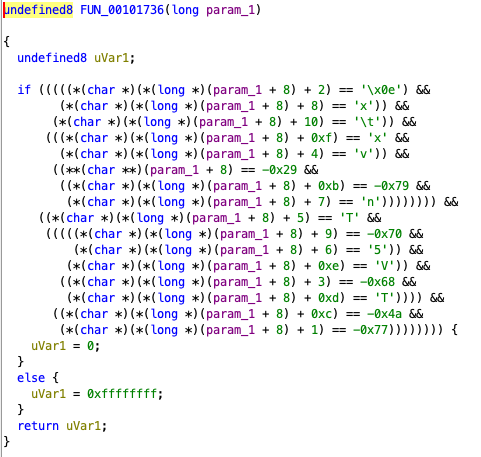 undefined8 FUN_00101736(long param_1)
{
undefined8 uVar1;
if (((((*(char *)(*(long *)(param_1 + 8) + 2) == '\x0e') &&
(*(char *)(*(long *)(param_1 + 8) + 8) == 'x')) &&
(*(char *)(*(long *)(param_1 + 8) + 10) == '\t')) &&
(((*(char *)(*(long *)(param_1 + 8) + 0xf) == 'x' &&
(*(char *)(*(long *)(param_1 + 8) + 4) == 'v')) &&
((**(char **)(param_1 + 8) == -0x29 &&
((*(char *)(*(long *)(param_1 + 8) + 0xb) == -0x79 &&
(*(char *)(*(long *)(param_1 + 8) + 7) == 'n')))))))) &&
((*(char *)(*(long *)(param_1 + 8) + 5) == 'T' &&
(((((*(char *)(*(long *)(param_1 + 8) + 9) == -0x70 &&
(*(char *)(*(long *)(param_1 + 8) + 6) == '5')) &&
(*(char *)(*(long *)(param_1 + 8) + 0xe) == 'V')) &&
((*(char *)(*(long *)(param_1 + 8) + 3) == -0x68 &&
(*(char *)(*(long *)(param_1 + 8) + 0xd) == 'T')))) &&
((*(char *)(*(long *)(param_1 + 8) + 0xc) == -0x4a &&
(*(char *)(*(long *)(param_1 + 8) + 1) == -0x77)))))))) {
uVar1 = 0;
}
else {
uVar1 = 0xffffffff;
}
return uVar1;
}